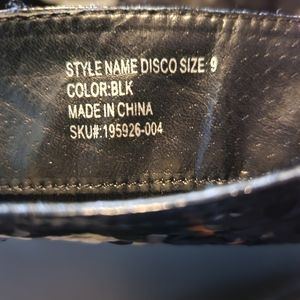 STYLE NAME DISCO SIZE: 9
COLOR:BLK
MADE IN CHINA
SKU#:195926-004